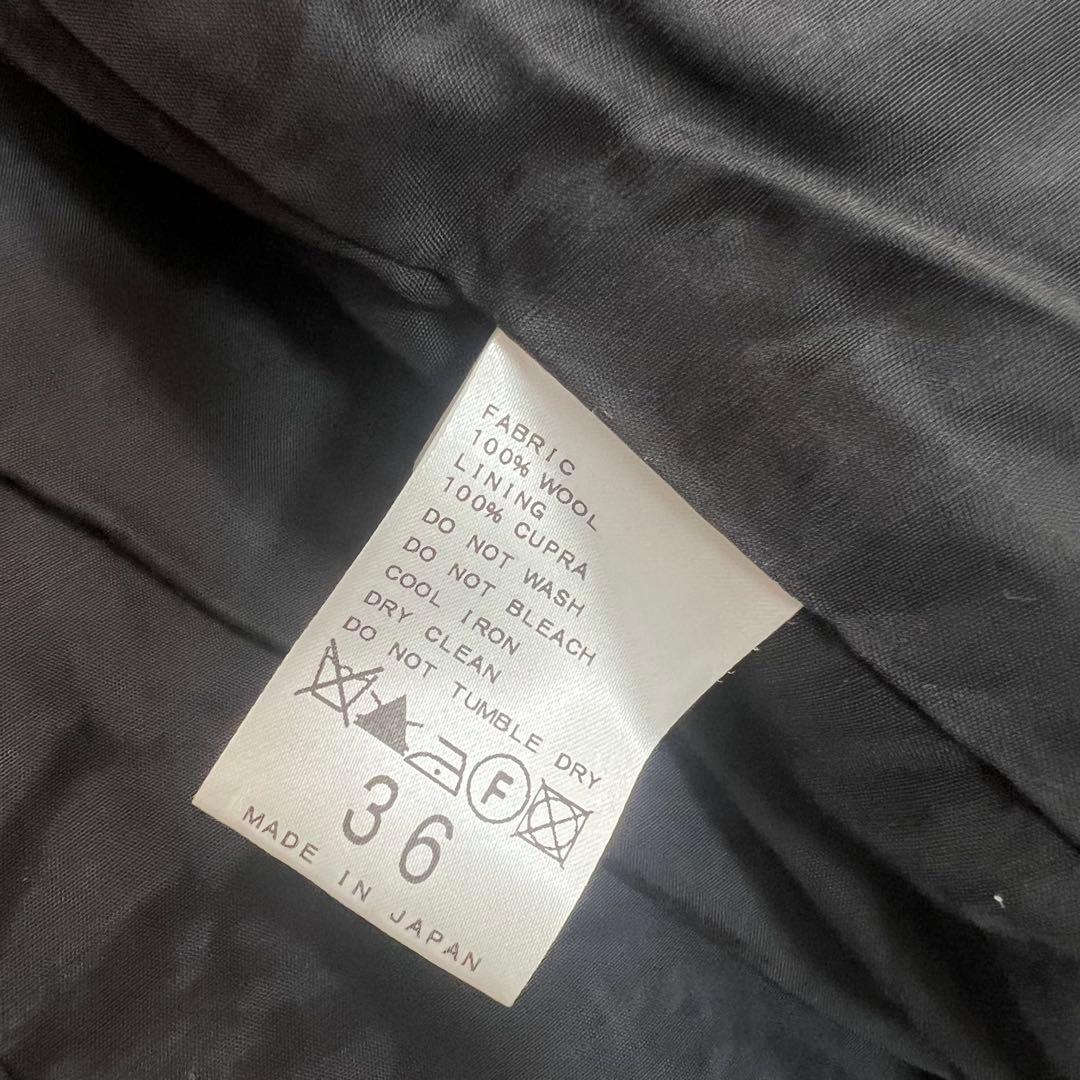 FABRIC
100% WOOL
LINING
100% CUPRA
DO NOT WASH
DO NOT BLEACH
COOL IRON
DRY CLEAN
DO NOT TUMBLE DRY
F
36
MADE IN JAPAN